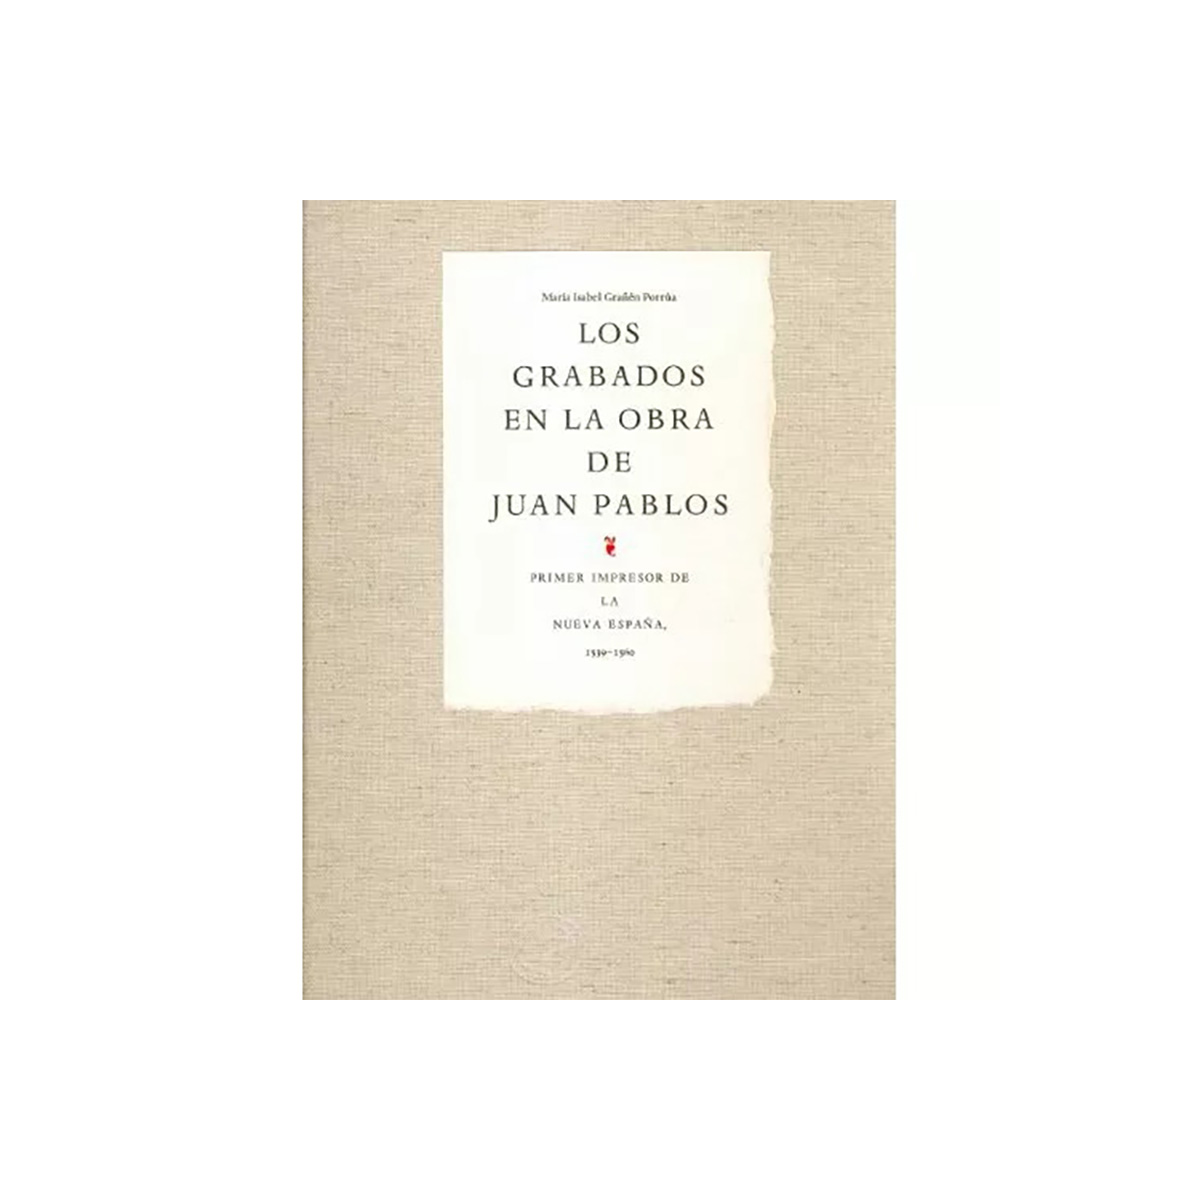 María Isabel Grañén Porrúa
LOS
GRABADOS
EN LA OBRA
DE
JUAN PABLOS
PRIMER IMPRESOR DE
LA
NUEVA ESPAÑA,
1539-1560